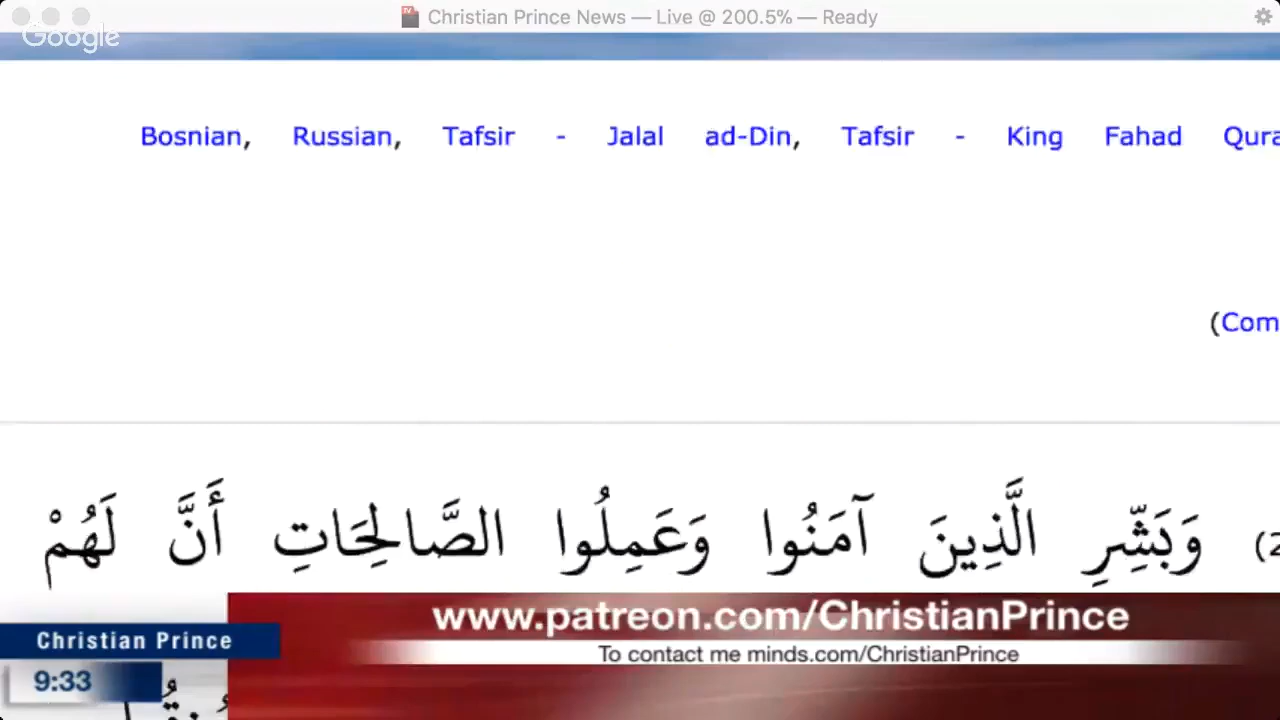 Christian Prince News — Live @ 200.5% — Ready
Google
Bosnian, Russian, Tafsir - Jalal ad-Din, Tafsir - King Fahad Qura
(Com
(2 وَبَشِّرِ الَّذِينَ آمَنُوا وَعَمِلُوا الصَّالِحَاتِ أَنَّ لَهُمْ
www.patreon.com/ChristianPrince
Christian Prince
To contact me minds.com/ChristianPrince
9:33